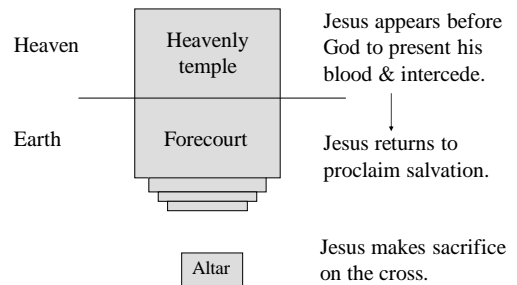 Heaven
Heavenly
temple
Jesus appears before
God to present his
blood & intercede.
Earth
Forecourt
Jesus returns to
proclaim salvation.
Altar
Jesus makes sacrifice
on the cross.